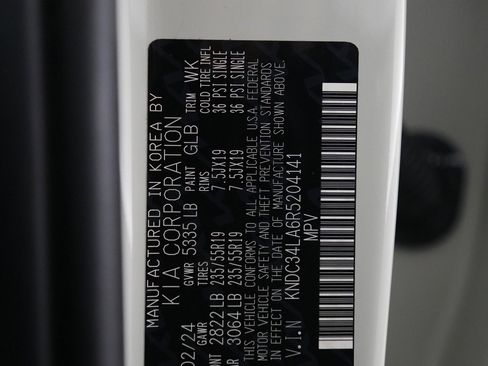 MANUFACTURED IN KOREA BY
KIA CORPORATION
02/24 GVWR 5335 LB PAINT GLB TRIM WK
GAWR TIRES RIMS COLD TIRE INFL
NT 2822 LB 235/55R19 7.5JX19 36 PSI SINGLE
AR 3064 LB 235/55R19 7.5JX19 36 PSI SINGLE
THIS VEHICLE CONFORMS TO ALL APPLICABLE U.S.A. FEDERAL
MOTOR VEHICLE SAFETY AND THEFT PREVENTION STANDARDS
IN EFFECT ON THE DATE OF MANUFACTURE SHOWN ABOVE.
V.I.N KNDC34LA6R5204141
MPV